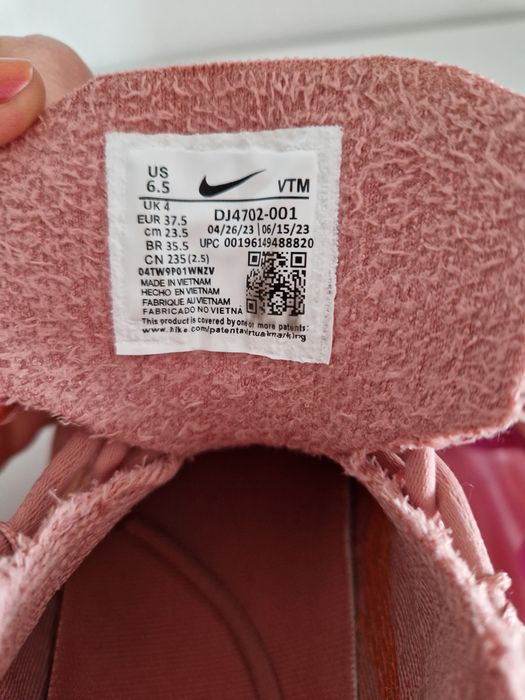 US
6.5
VTM
UK 4
EUR 37.5
cm 23.5
BR 35.5
CN 235 (2.5)
DJ4702-001
04/26/23 | 06/15/23
UPC 00196149488820
04TW9P01WNZV
MADE IN VIETNAM
HECHO EN VIETNAM
FABRIQUE AU VIETNAM
FABRICADO NO VIETNÃ
This product is covered by one or more patents:
www.nike.com/patentavirtualmarking